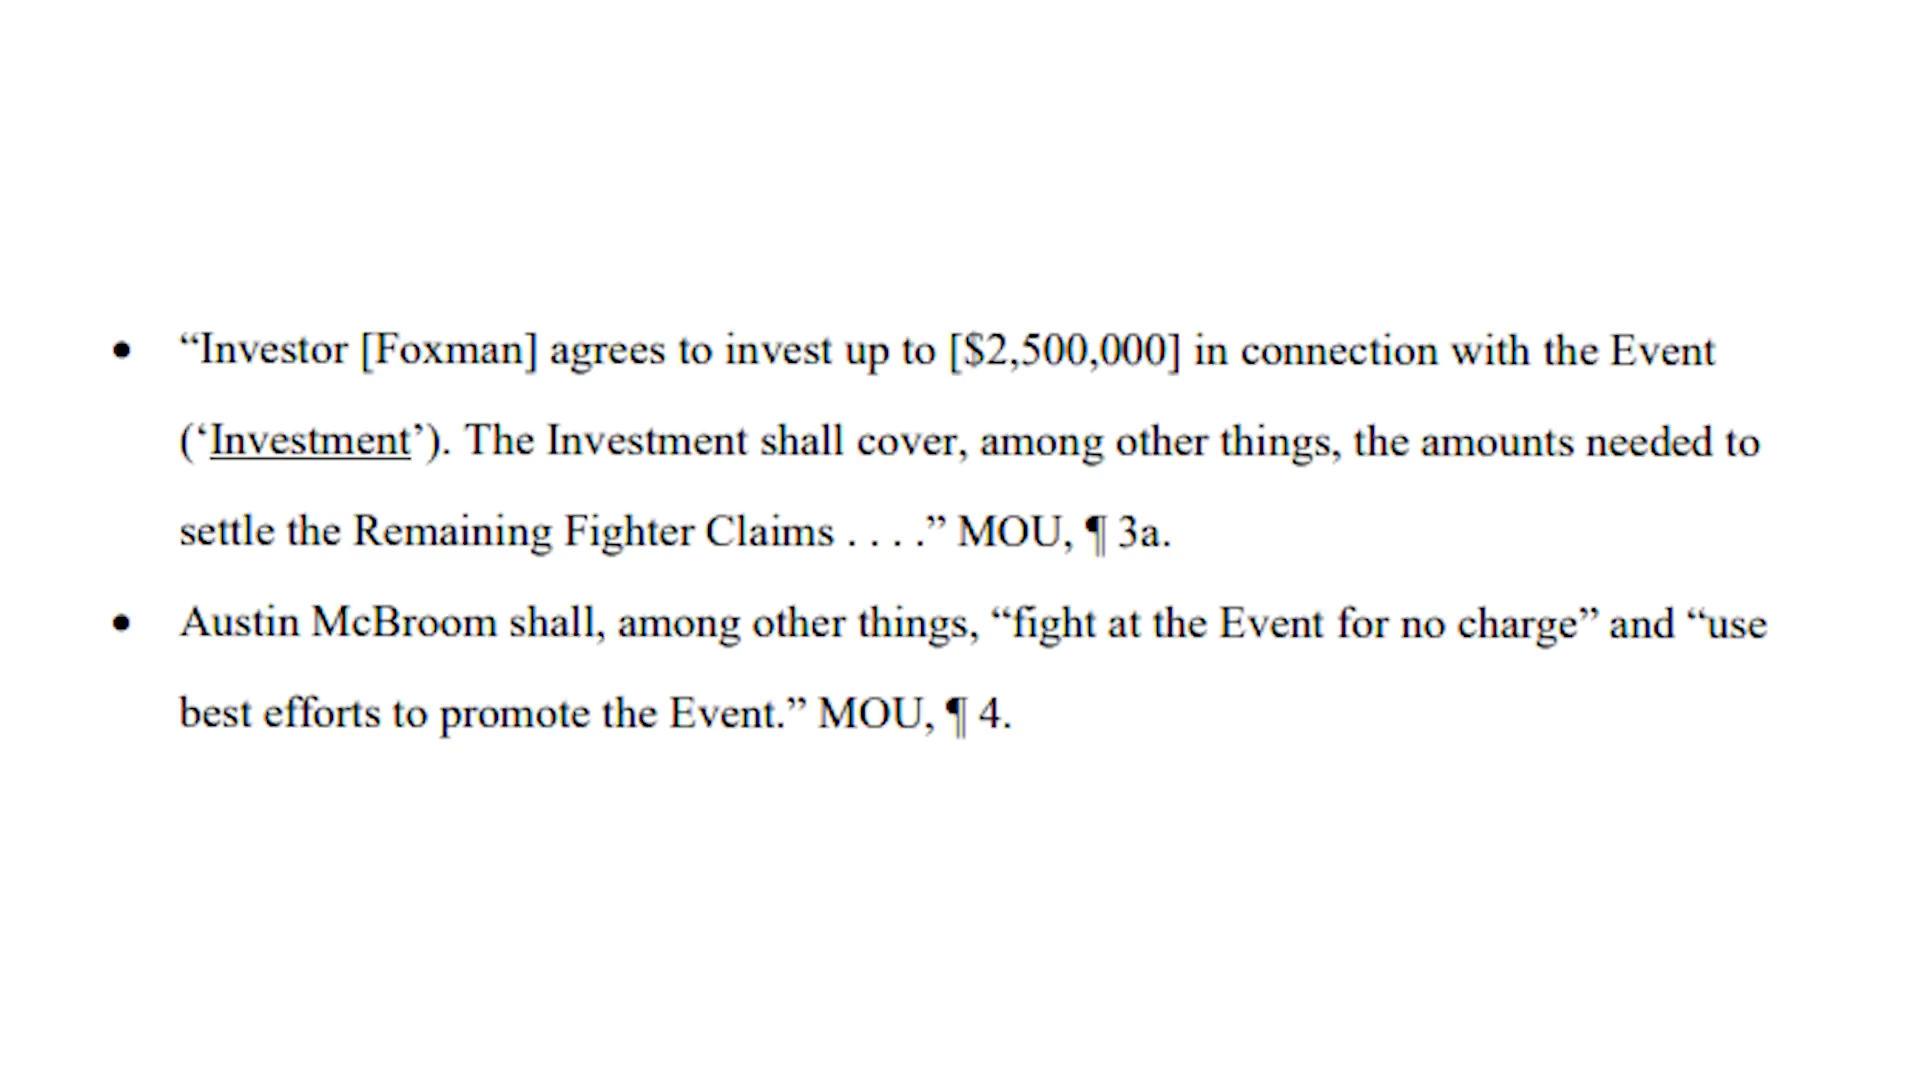 • “Investor [Foxman] agrees to invest up to [$2,500,000] in connection with the Event
(‘Investment’). The Investment shall cover, among other things, the amounts needed to
settle the Remaining Fighter Claims . . . .” MOU, ¶ 3a.
• Austin McBroom shall, among other things, “fight at the Event for no charge” and “use
best efforts to promote the Event.” MOU, ¶ 4.